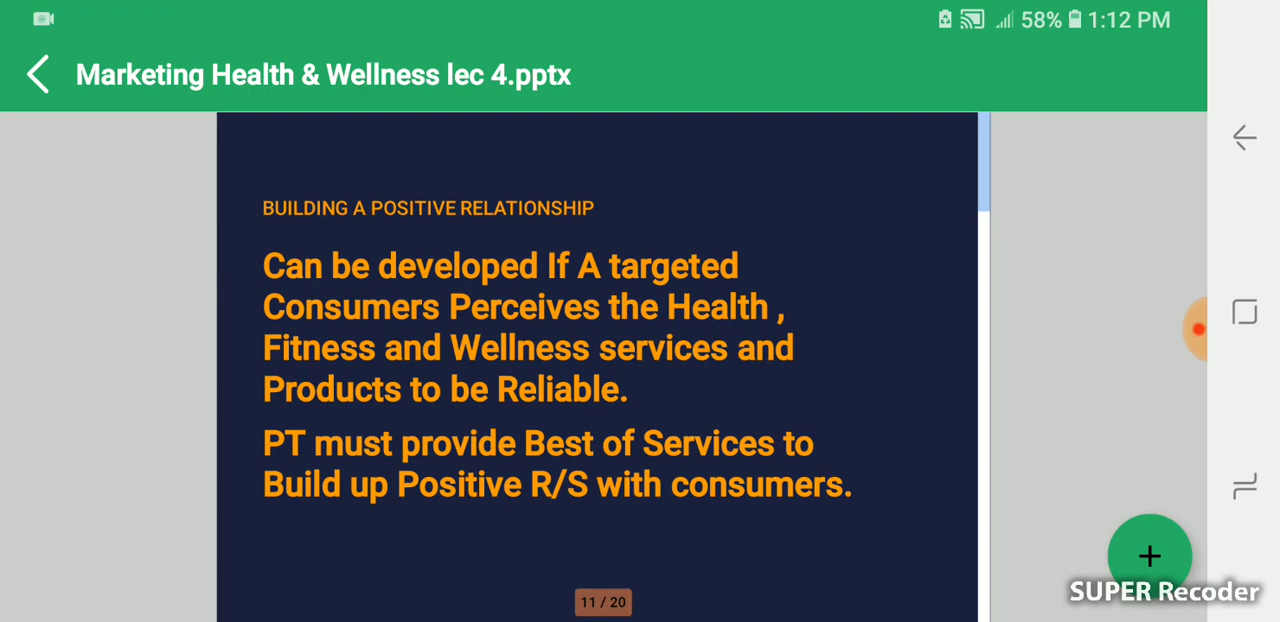 58% 1:12 PM
Marketing Health & Wellness lec 4.pptx
BUILDING A POSITIVE RELATIONSHIP
Can be developed If A targeted
Consumers Perceives the Health ,
Fitness and Wellness services and
Products to be Reliable.
PT must provide Best of Services to
Build up Positive R/S with consumers.
11 / 20
SUPER Recoder